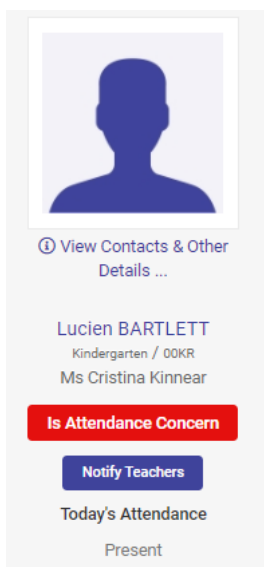 View Contacts & Other
Details ...
Lucien BARTLETT
Kindergarten / 00KR
Ms Cristina Kinnear
Is Attendance Concern
Notify Teachers
Today's Attendance
Present